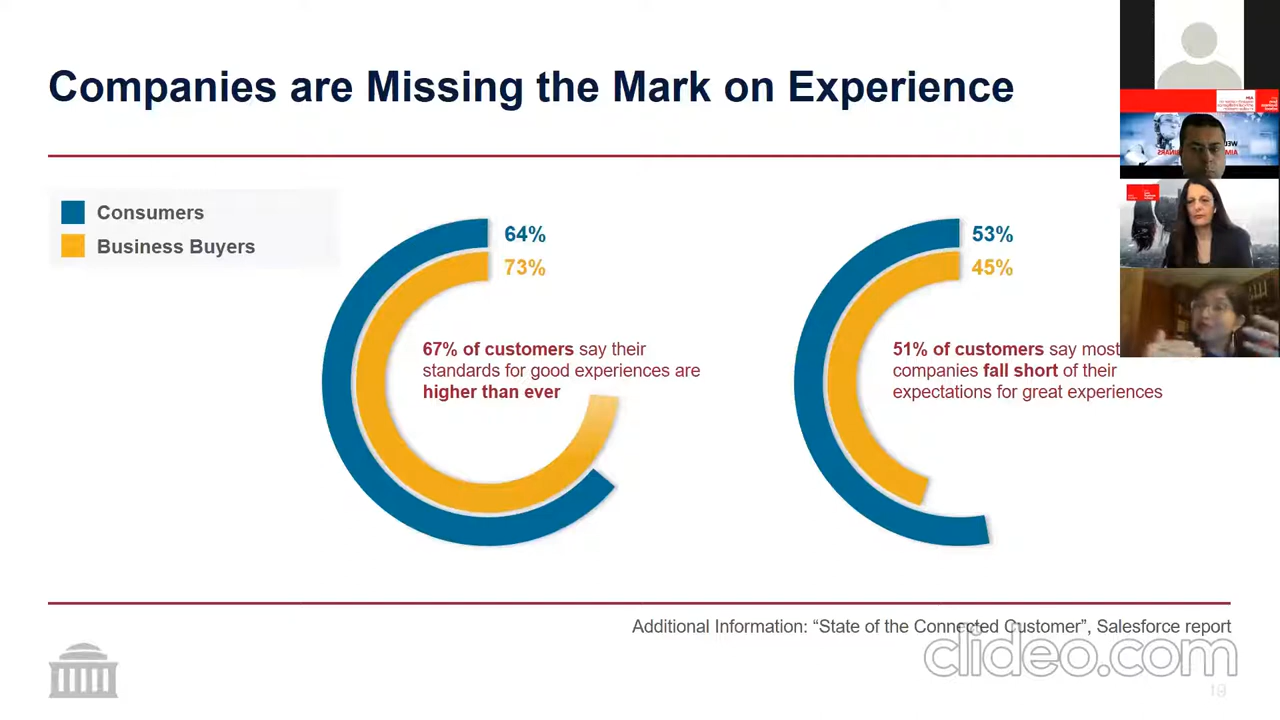 Companies are Missing the Mark on Experience
Consumers
Business Buyers
64%
73%
67% of customers say their
standards for good experiences are
higher than ever
53%
45%
51% of customers say most
companies fall short of their
expectations for great experiences
Additional Information: “State of the Connected Customer”, Salesforce report
clideo.com
19